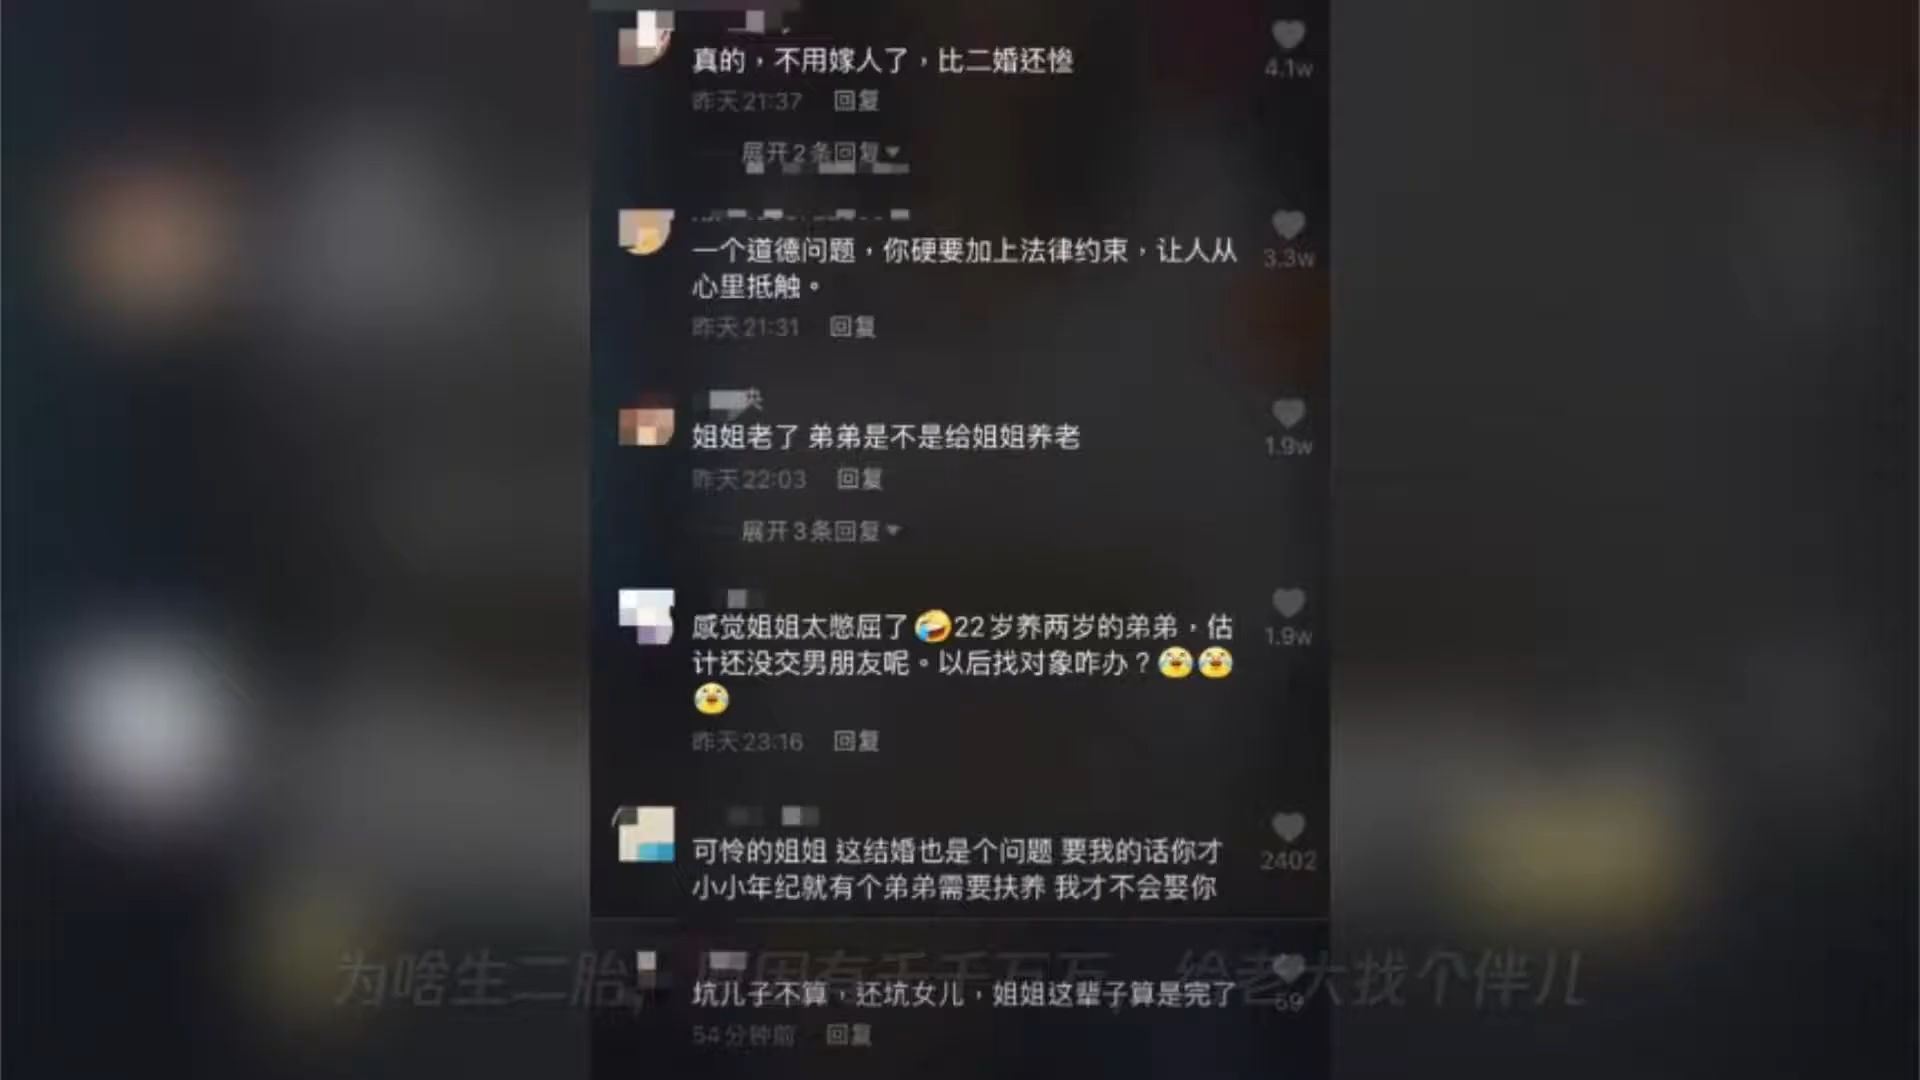 真的，不用嫁人了，比二婚还惨
4.1w
昨天21:37 回复
展开2条回复
一个道德问题，你硬要加上法律约束，让人从
3.3w
心里抵触。
昨天21:31 回复
央
姐姐老了 弟弟是不是给姐姐养老
1.9w
昨天22:03 回复
展开3条回复
感觉姐姐太憋屈了🤣22岁养两岁的弟弟，估
1.9w
计还没交男朋友呢。以后找对象咋办？😂😂
😂
昨天23:16 回复
可怜的姐姐 这结婚也是个问题 要我的话你才
2402
小小年纪就有个弟弟需要扶养 我才不会娶你
坑儿子不算，还坑女儿，姐姐这辈子算是完了
59
54分钟前 回复
为啥生二胎，原因有千千万万，给老大找个伴儿